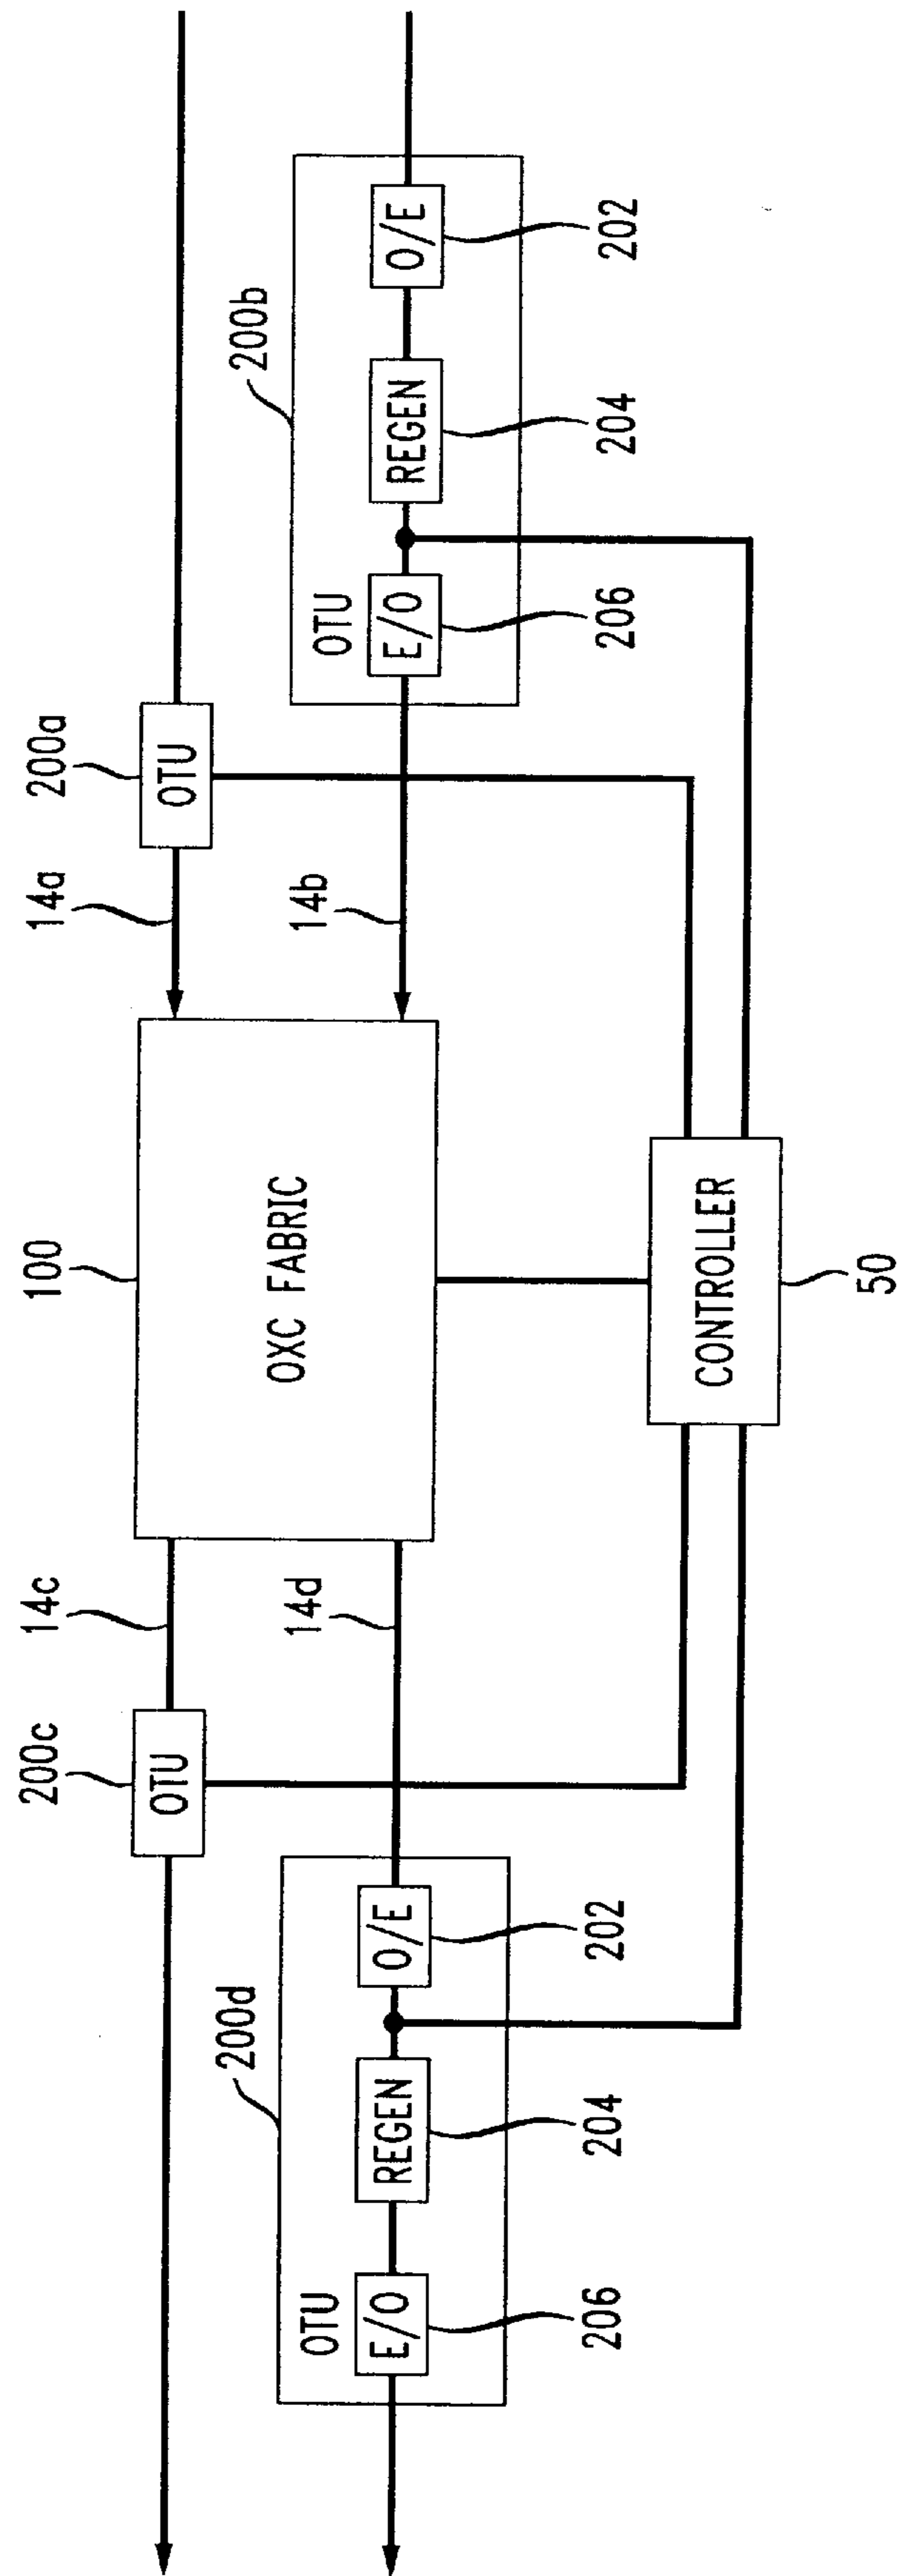 200a
OTU
14a
100
OXC FABRIC
14c
200c
OTU
200b
O/E
202
REGEN
204
OTU
E/O
206
14b
14d
200d
O/E
202
REGEN
204
OTU
E/O
206
CONTROLLER
50